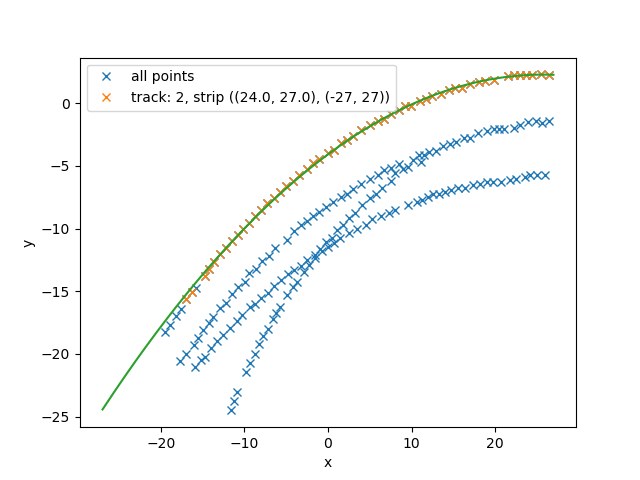 all points
track: 2, strip ((24.0, 27.0), (-27, 27))
0
−5
−10
−15
−20
−25
y
−20 −10 0 10 20
x